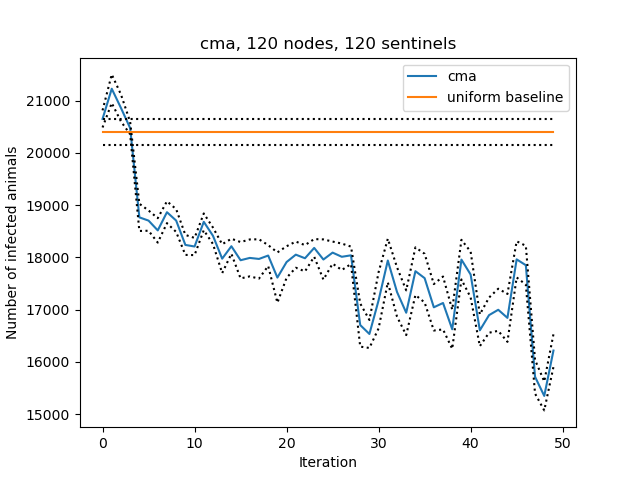 cma, 120 nodes, 120 sentinels
cma
uniform baseline
Number of infected animals
21000
20000
19000
18000
17000
16000
15000
0 10 20 30 40 50
Iteration